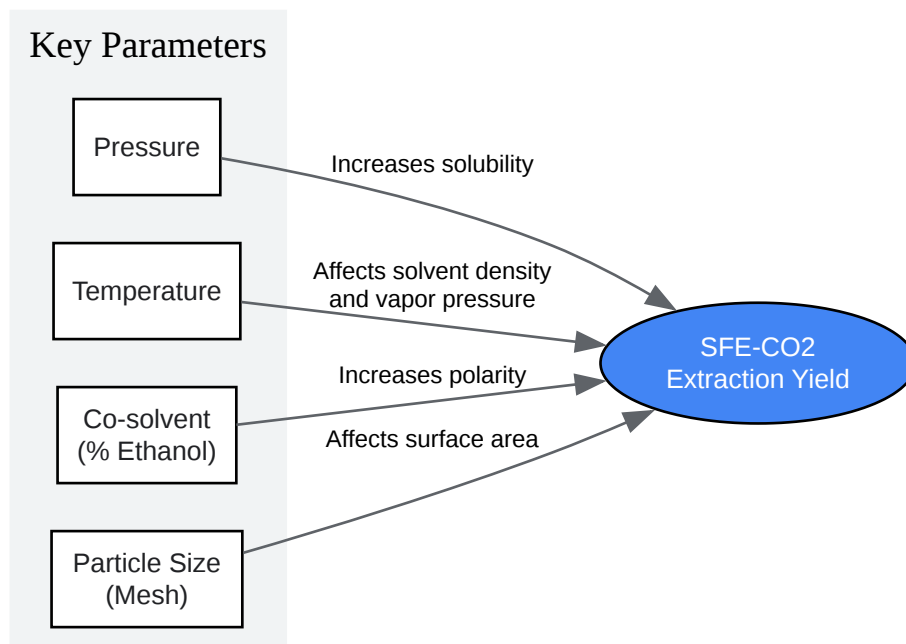 Key Parameters
Pressure
Increases solubility
Temperature
Affects solvent density
and vapor pressure
SFE-CO2
Extraction Yield
Increases polarity
Co-solvent
(% Ethanol)
Affects surface area
Particle Size
(Mesh)